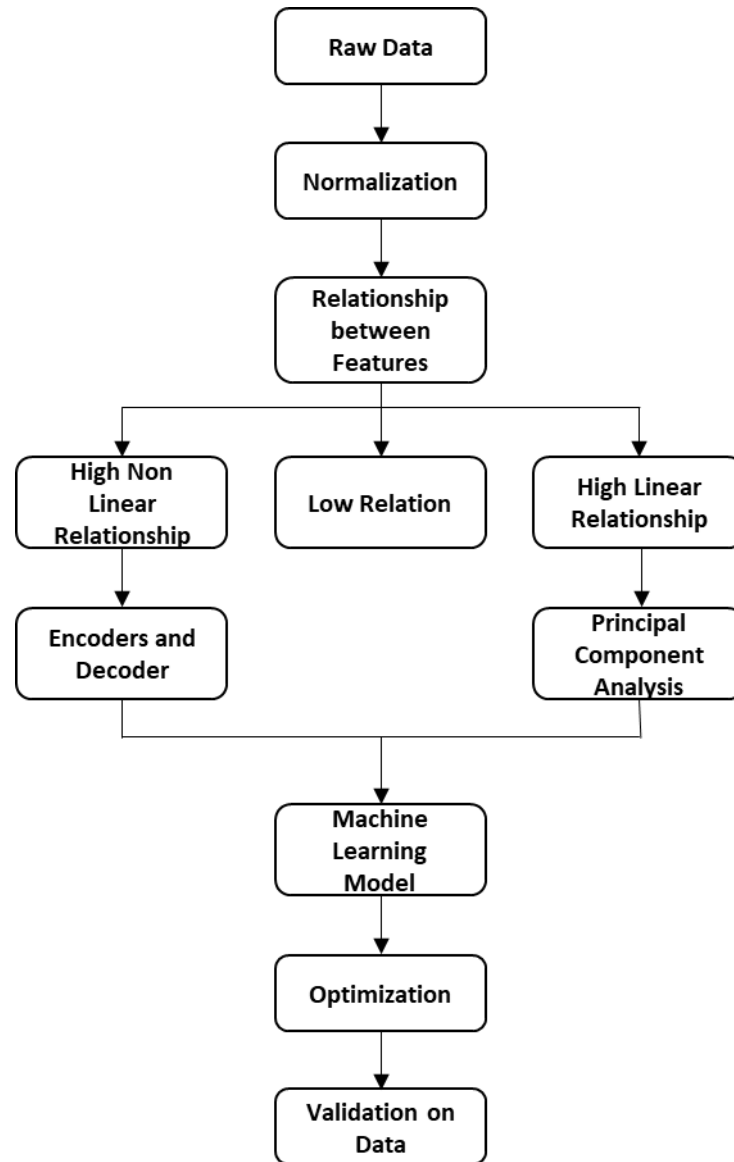 Raw Data
Normalization
Relationship
between
Features
High Non
Linear
Relationship
Low Relation
High Linear
Relationship
Encoders and
Decoder
Principal
Component
Analysis
Machine
Learning
Model
Optimization
Validation on
Data